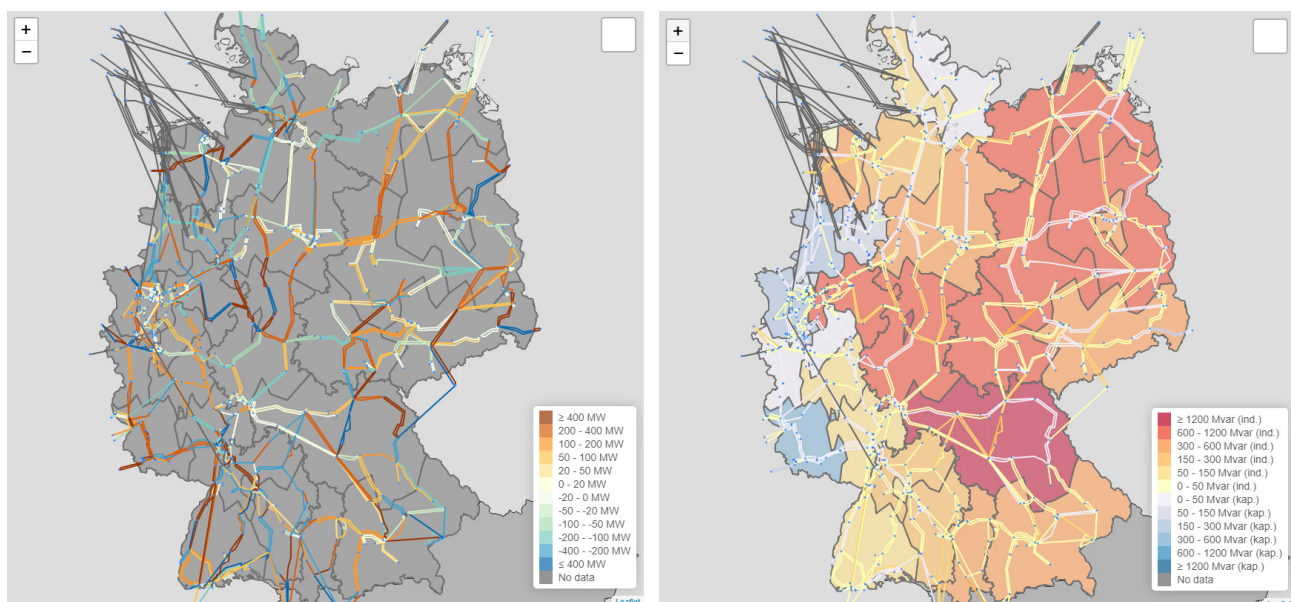 +
−
≥ 400 MW
200 - 400 MW
100 - 200 MW
50 - 100 MW
20 - 50 MW
0 - 20 MW
-20 - 0 MW
-50 - -20 MW
-100 - -50 MW
-200 - -100 MW
-400 - -200 MW
≤ 400 MW
No data
Leaflet
+
−
≥ 1200 Mvar (ind.)
600 - 1200 Mvar (ind.)
300 - 600 Mvar (ind.)
150 - 300 Mvar (ind.)
50 - 150 Mvar (ind.)
0 - 50 Mvar (ind.)
0 - 50 Mvar (kap.)
50 - 150 Mvar (kap.)
150 - 300 Mvar (kap.)
300 - 600 Mvar (kap.)
600 - 1200 Mvar (kap.)
≥ 1200 Mvar (kap.)
No data